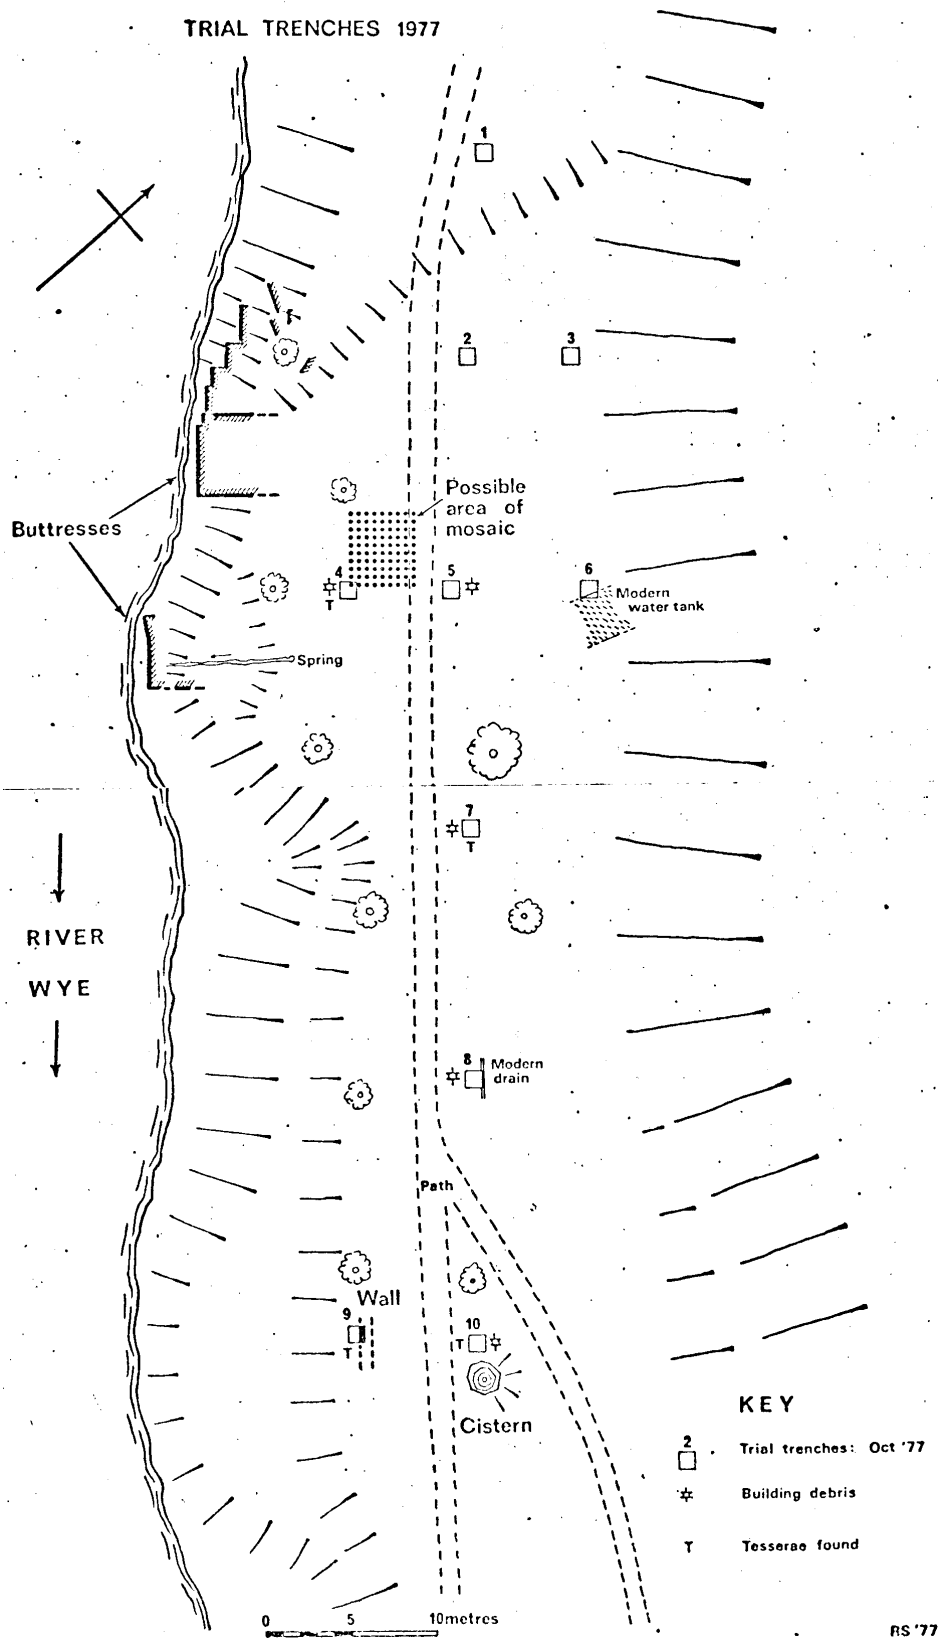 TRIAL TRENCHES 1977
1
2
3
Possible
area of
mosaic
Buttresses
4
T
5
6
Modern
water tank
Spring
7
T
RIVER
WYE
8
Modern
drain
Path
Wall
9
T
10
T
Cistern
KEY
2
Trial trenches: Oct '77
Building debris
T
Tesserae found
0 5 10metres
RS '77
T